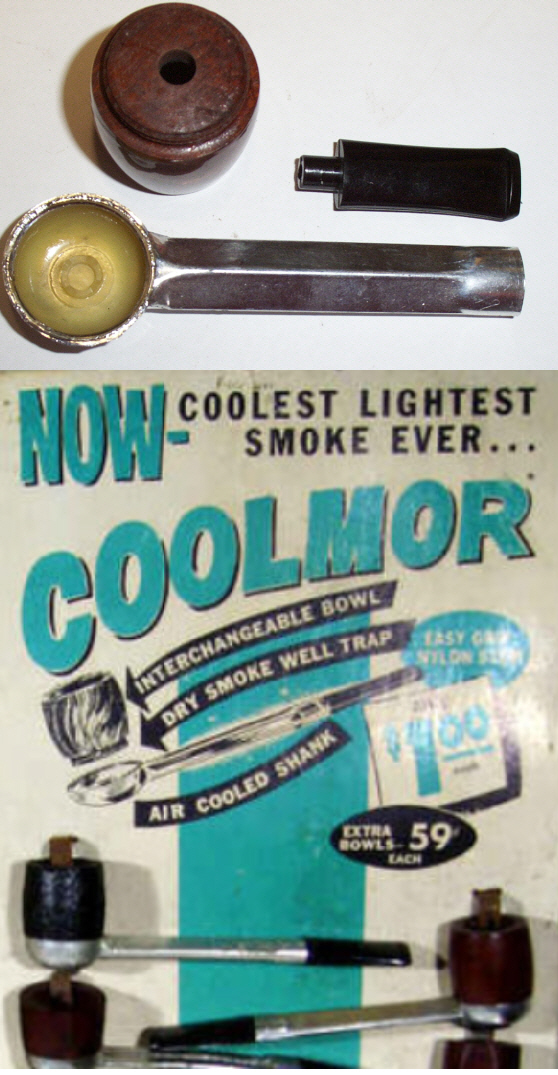 NOW-
COOLEST LIGHTEST
SMOKE EVER...
COOLMOR
INTERCHANGEABLE BOWL
DRY SMOKE WELL TRAP
EASY GRIP
NYLON STEM
AIR COOLED SHANK
$1.00
EXTRA
BOWLS- 59¢
EACH